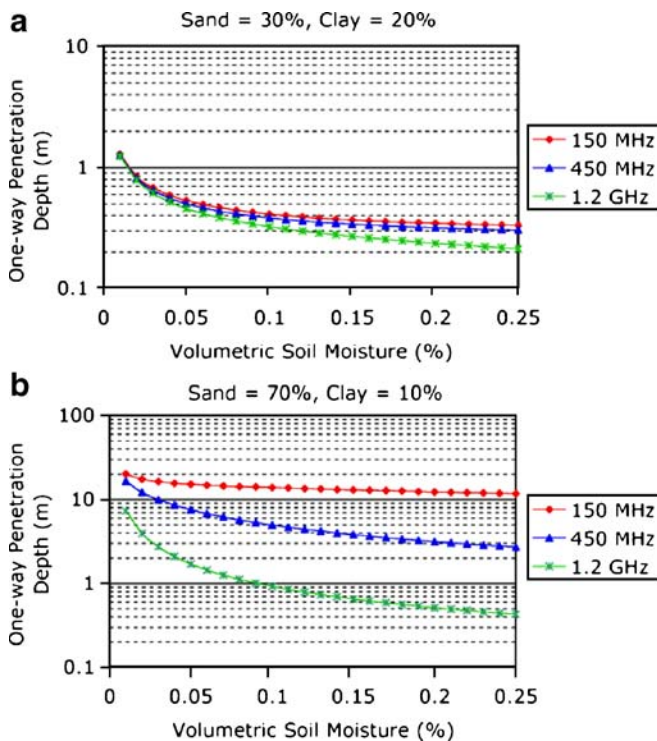 a
Sand = 30%, Clay = 20%
One-way Penetration
Depth (m)
10
1
0.1
0 0.05 0.1 0.15 0.2 0.25
Volumetric Soil Moisture (%)
150 MHz
450 MHz
1.2 GHz
b
Sand = 70%, Clay = 10%
One-way Penetration
Depth (m)
100
10
1
0.1
0 0.05 0.1 0.15 0.2 0.25
Volumetric Soil Moisture (%)
150 MHz
450 MHz
1.2 GHz